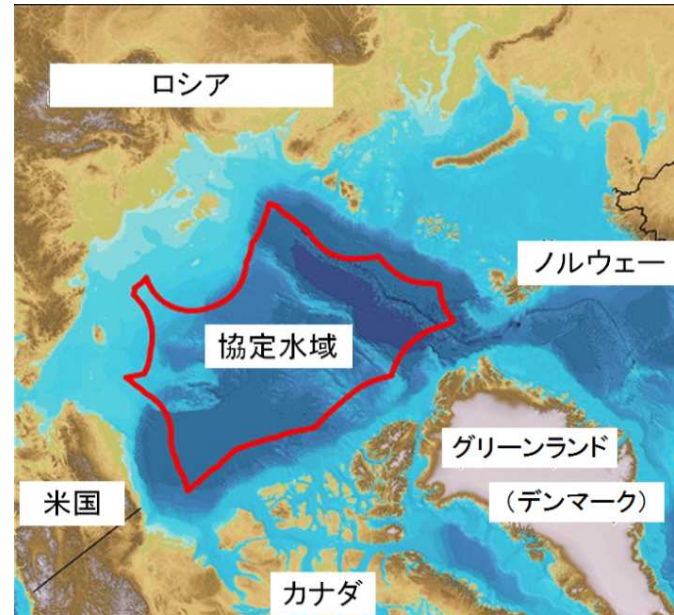 ロシア
ノルウェー
協定水域
グリーンランド
(デンマーク)
米国
カナダ